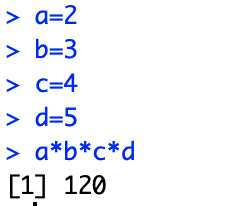 > a=2
> b=3
> c=4
> d=5
> a*b*c*d
[1] 120